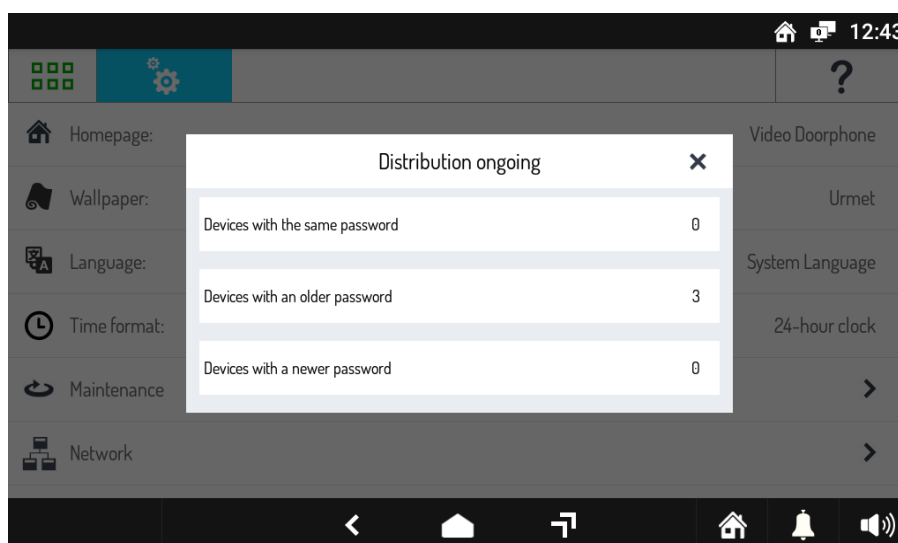 12:43
?
Homepage:
Video Doorphone
Distribution ongoing
Wallpaper:
Urmet
Devices with the same password 0
Language:
System Language
Devices with an older password 3
Time format:
24-hour clock
Devices with a newer password 0
Maintenance
Network